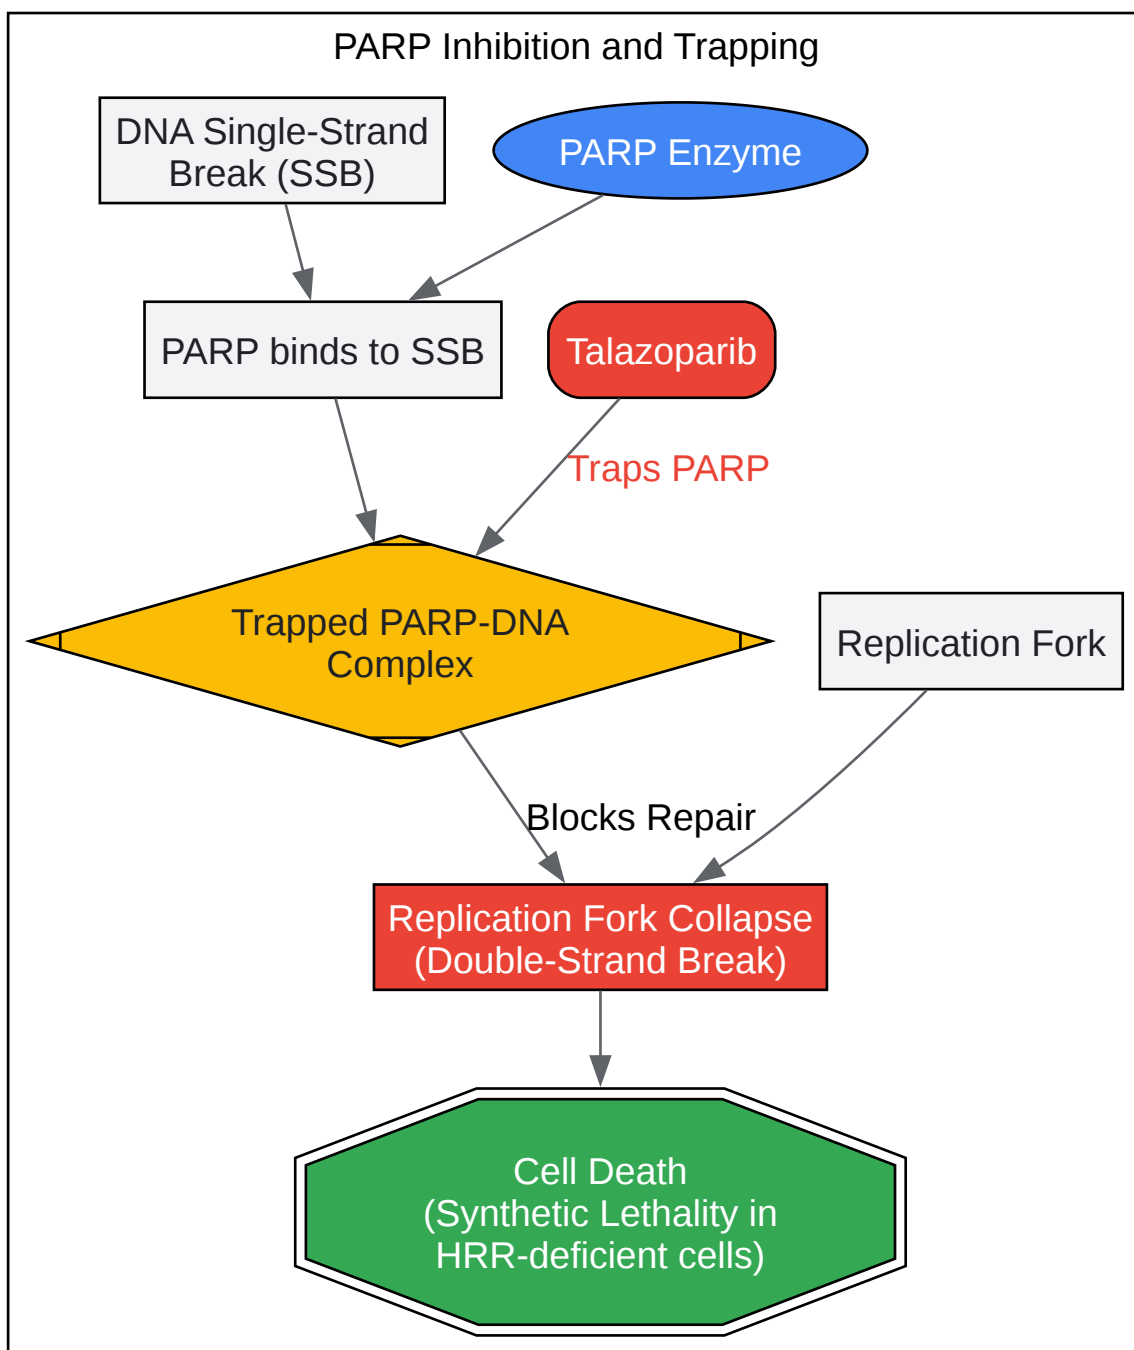 PARP Inhibition and Trapping
DNA Single-Strand
Break (SSB)
PARP Enzyme
PARP binds to SSB
Talazoparib
Traps PARP
Trapped PARP-DNA
Complex
Replication Fork
Blocks Repair
Replication Fork Collapse
(Double-Strand Break)
Cell Death
(Synthetic Lethality in
HRR-deficient cells)